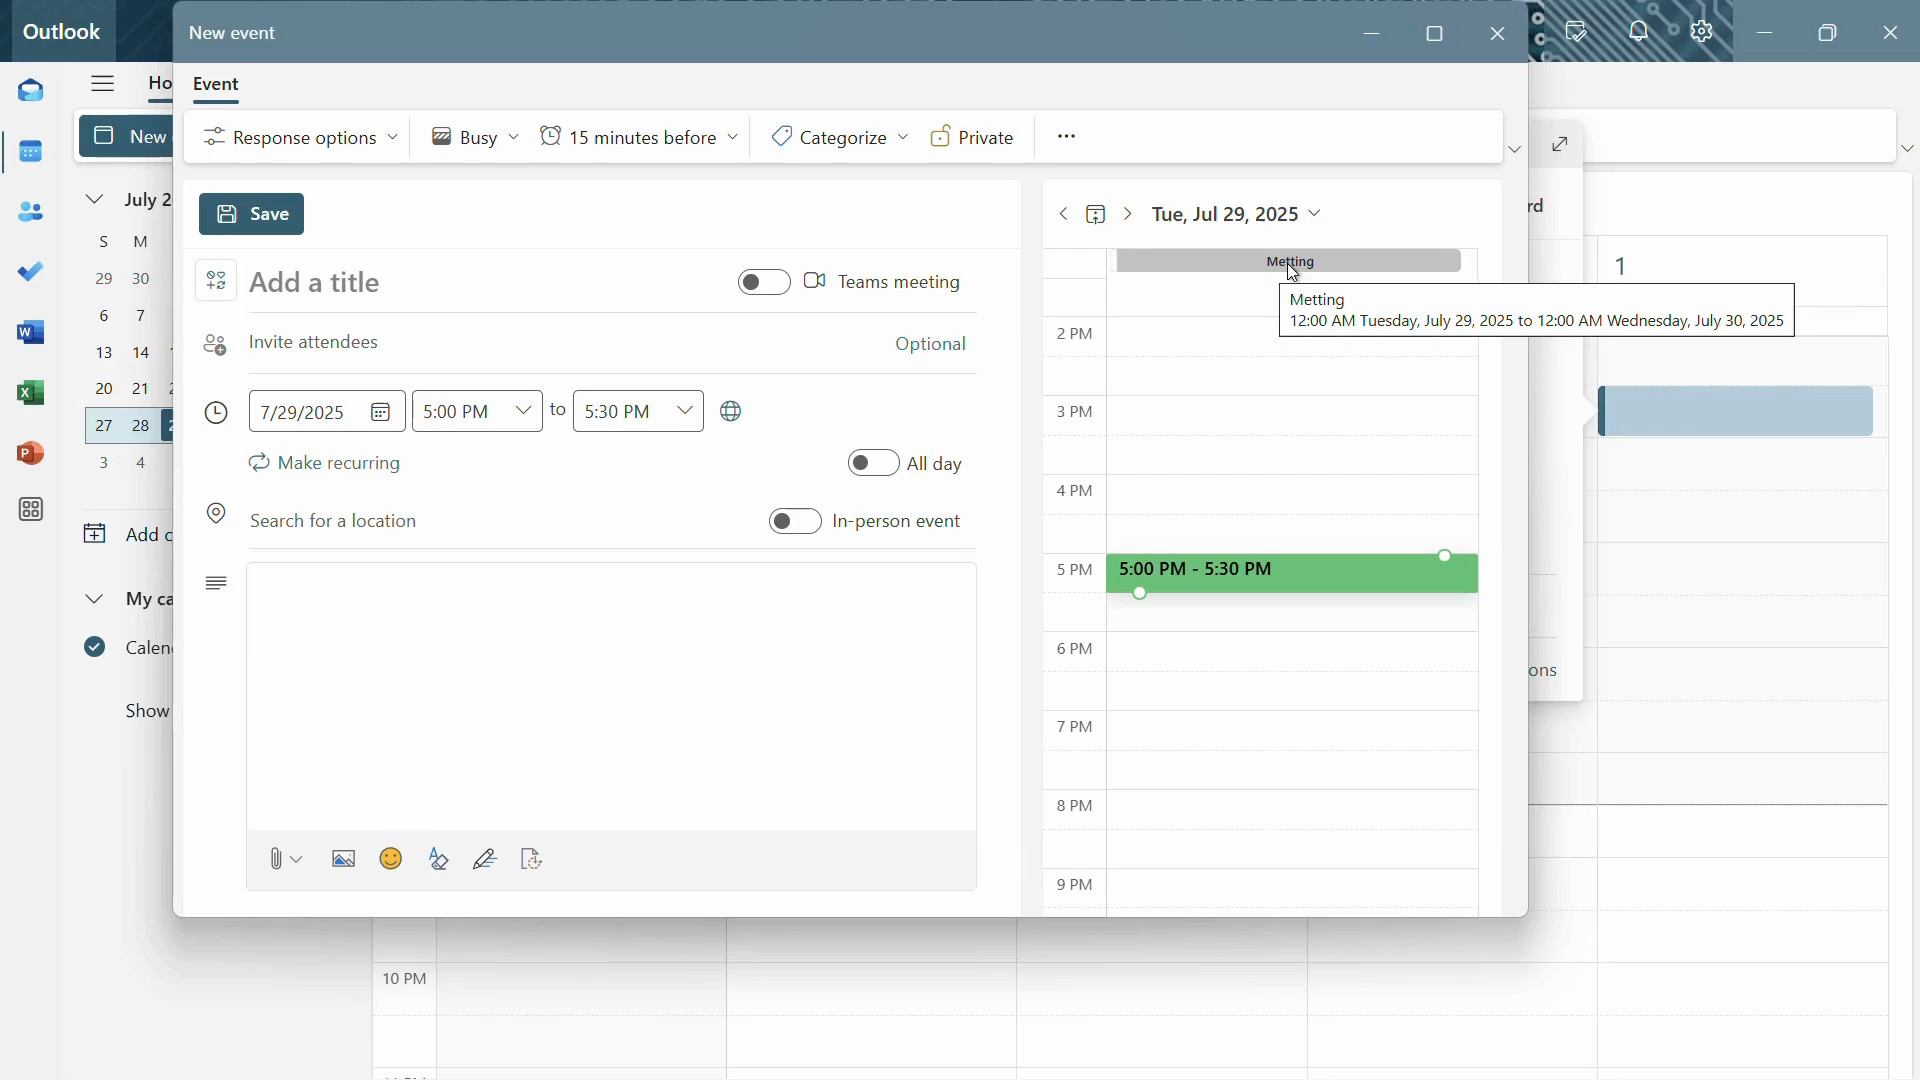 Outlook
New event
Ho
Event
New
Response options
Busy
15 minutes before
Categorize
Private
July 2
Save
Tue, Jul 29, 2025
rd
S M
29 30
6 7
13 14
20 21
27 28 2
3 4
Add a title
Teams meeting
Metting
Metting
12:00 AM Tuesday, July 29, 2025 to 12:00 AM Wednesday, July 30, 2025
1
Invite attendees
Optional
7/29/2025
5:00 PM
to
5:30 PM
Make recurring
All day
Search for a location
In-person event
Add c
My ca
Calen
Show
2 PM
3 PM
4 PM
5 PM
5:00 PM - 5:30 PM
6 PM
7 PM
8 PM
9 PM
ons
10 PM